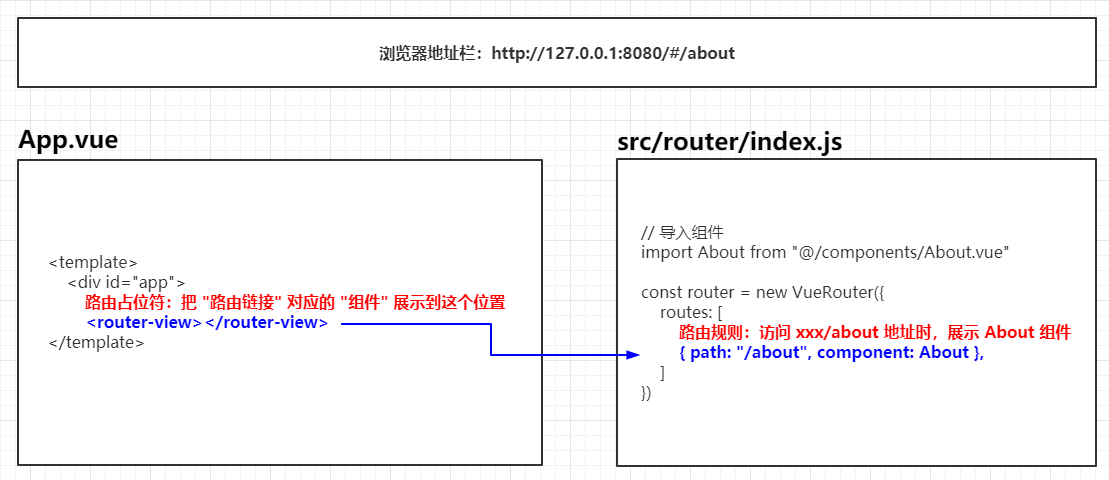 浏览器地址栏：http://127.0.0.1:8080/#/about
App.vue
<template>
<div id="app">
路由占位符：把 "路由链接" 对应的 "组件" 展示到这个位置
<router-view></router-view>
</template>
src/router/index.js
// 导入组件
import About from "@/components/About.vue"
const router = new VueRouter({
routes: [
路由规则：访问 xxx/about 地址时，展示 About 组件
{ path: "/about", component: About },
]
})